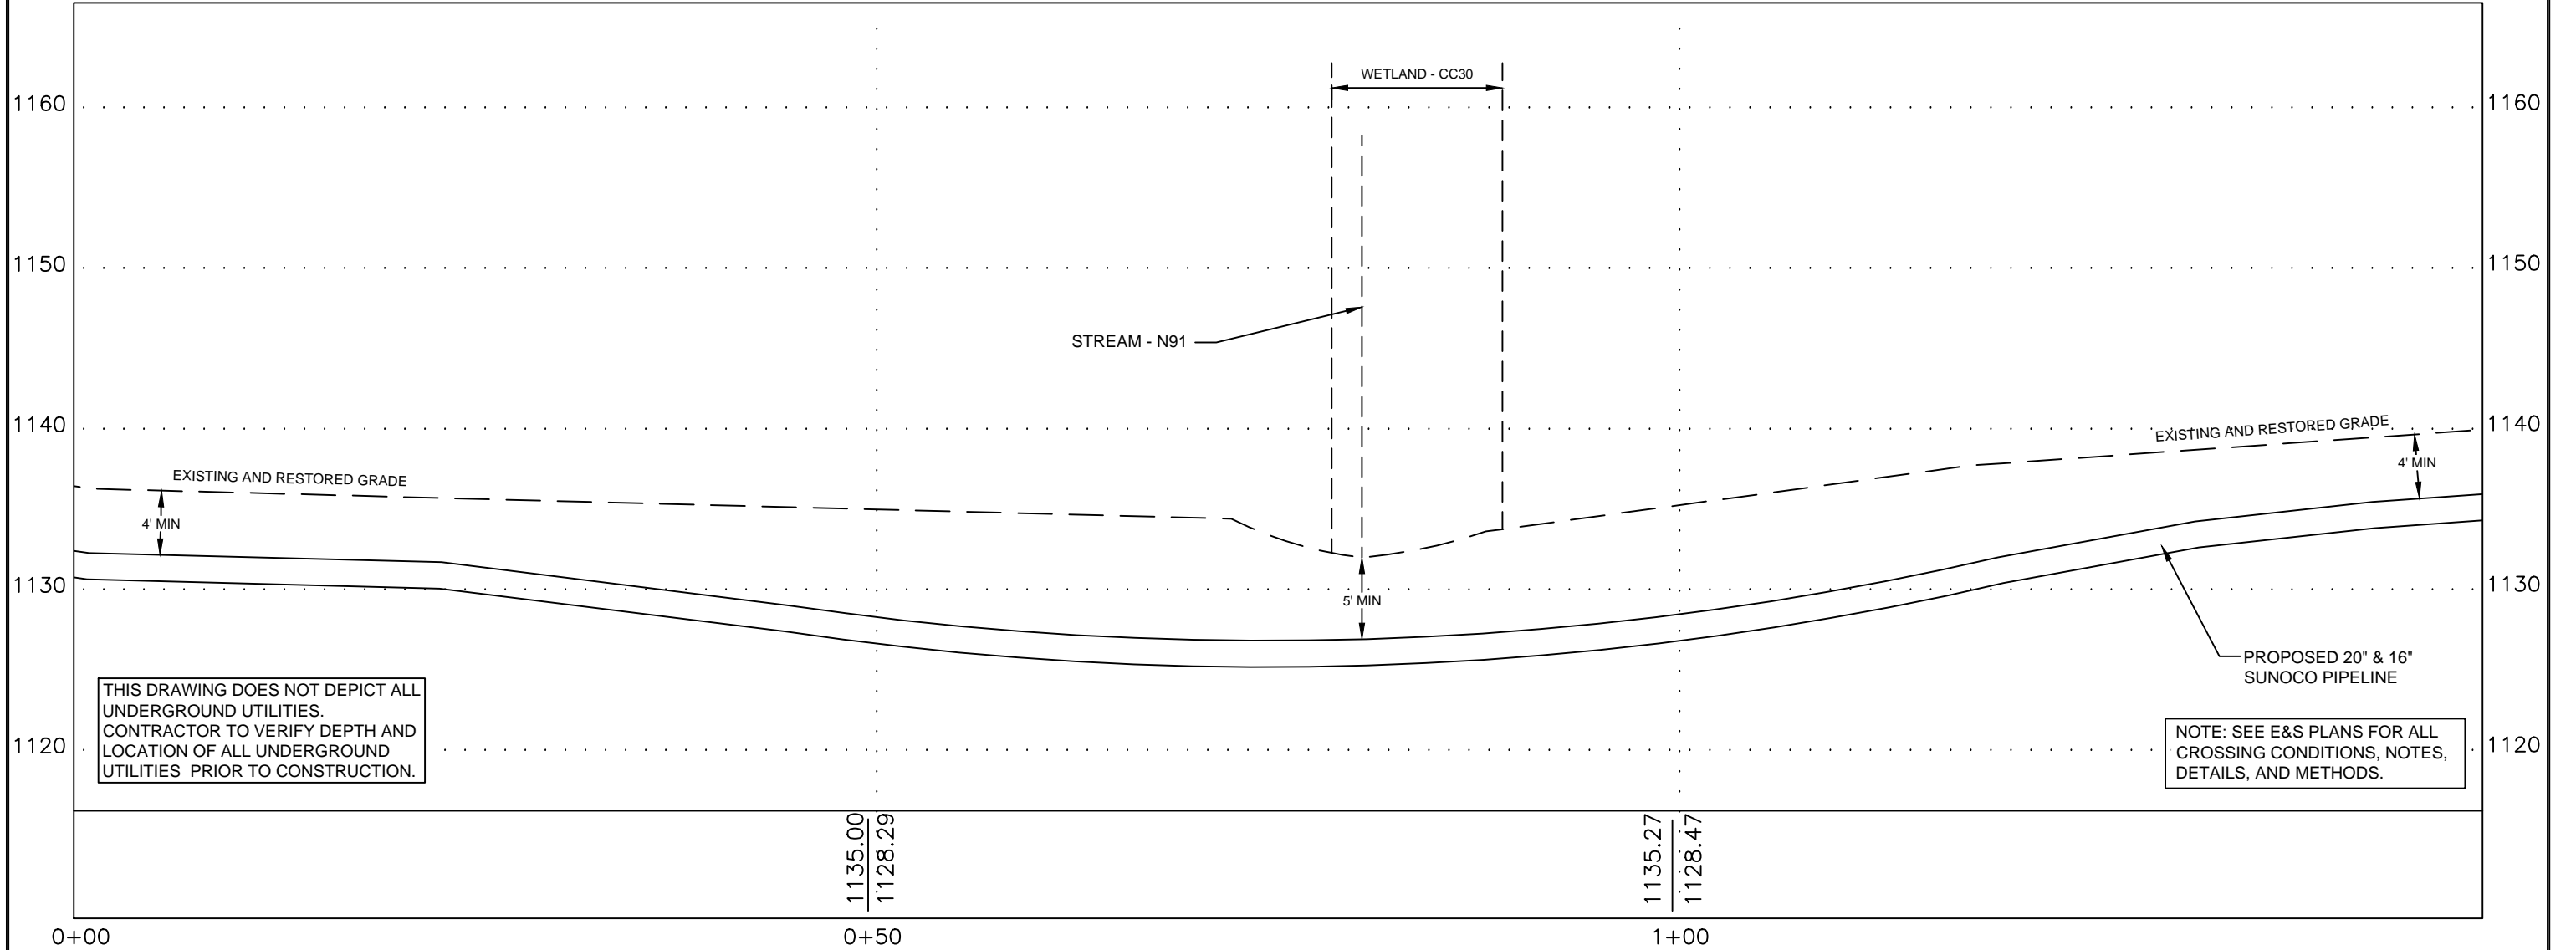 WETLAND - CC30
1160
1160
1150
1150
STREAM - N91
1140
1140
EXISTING AND RESTORED GRADE
EXISTING AND RESTORED GRADE
4' MIN
4' MIN
1130
1130
5' MIN
PROPOSED 20" & 16"
SUNOCO PIPELINE
THIS DRAWING DOES NOT DEPICT ALL
UNDERGROUND UTILITIES.
CONTRACTOR TO VERIFY DEPTH AND
LOCATION OF ALL UNDERGROUND
UTILITIES PRIOR TO CONSTRUCTION.
1120
1120
NOTE: SEE E&S PLANS FOR ALL
CROSSING CONDITIONS, NOTES,
DETAILS, AND METHODS.
1135.00
1128.29
1135.27
1128.47
0+00
0+50
1+00